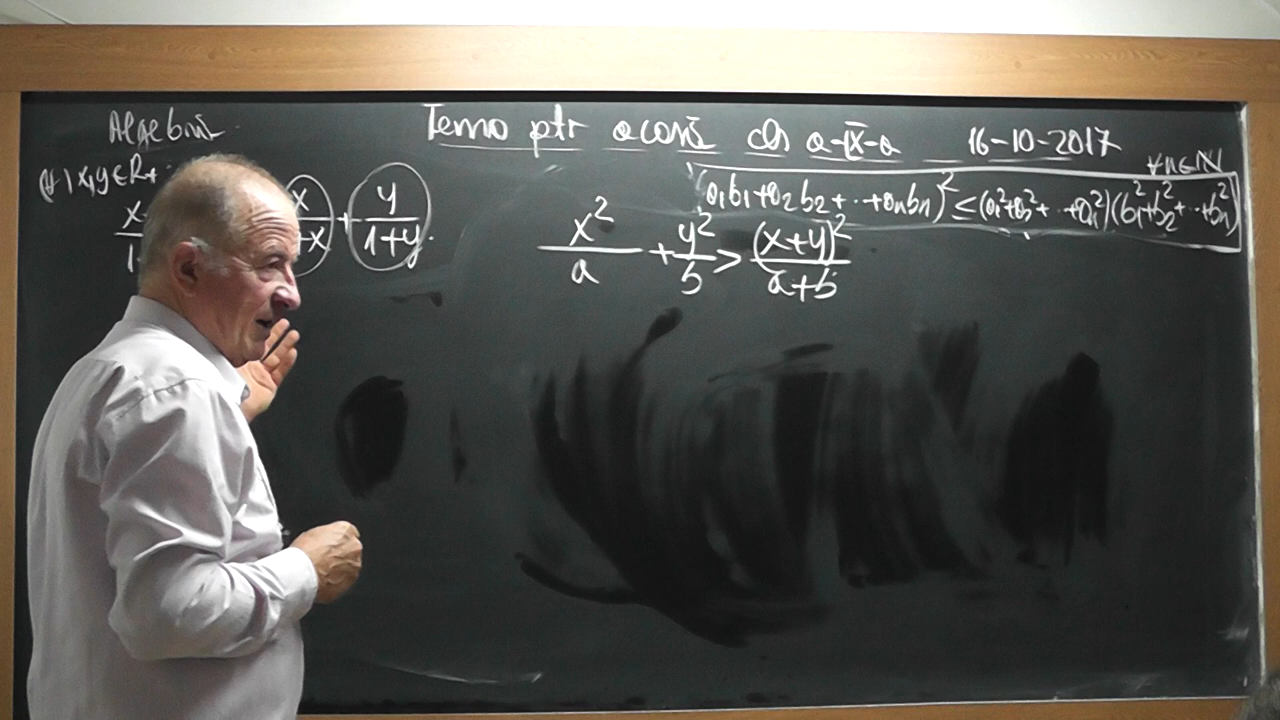 Algebră
Temă ptr acasă cls a-IX-a 16-10-2017
∀ n∈N
1 x,y∈R+
(a₁b₁+a₂b₂+..+aₙbₙ)² ≤ (a₁²+a₂²+..+aₙ²)(b₁²+b₂²+..+bₙ²)
y/(1+y)
x²/a + y²/b > (x+y)²/(a+b)